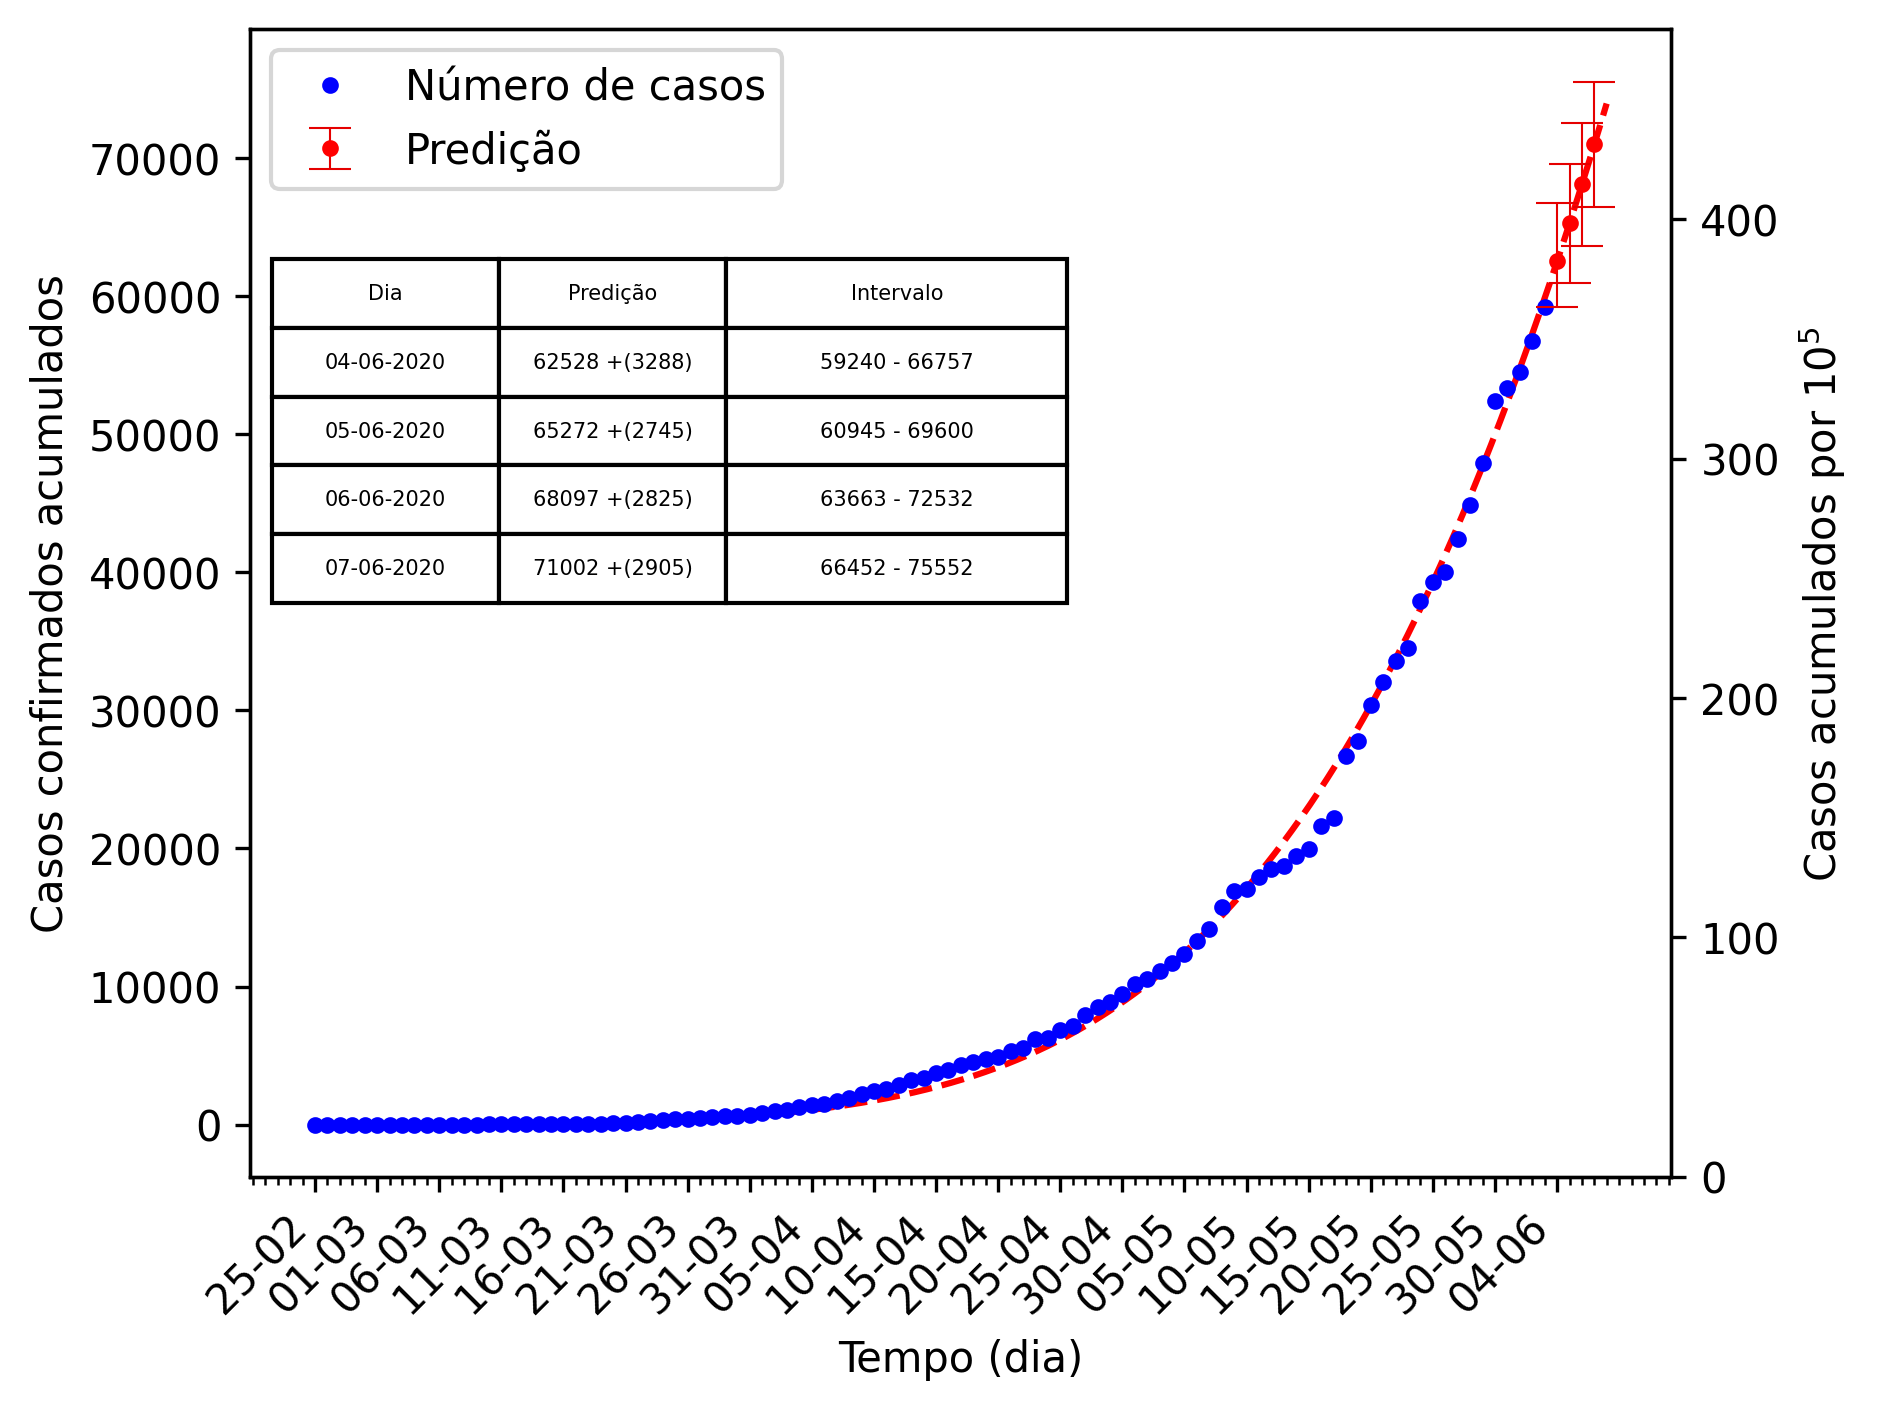 Número de casos
Predição
Dia Predição Intervalo
04-06-2020 62528 +(3288) 59240 - 66757
05-06-2020 65272 +(2745) 60945 - 69600
06-06-2020 68097 +(2825) 63663 - 72532
07-06-2020 71002 +(2905) 66452 - 75552
Casos confirmados acumulados
70000
60000
50000
40000
30000
20000
10000
0
Casos acumulados por 10⁵
400
300
200
100
0
25-02 01-03 06-03 11-03 16-03 21-03 26-03 31-03 05-04 10-04 15-04 20-04 25-04 30-04 05-05 10-05 15-05 20-05 25-05 30-05 04-06
Tempo (dia)